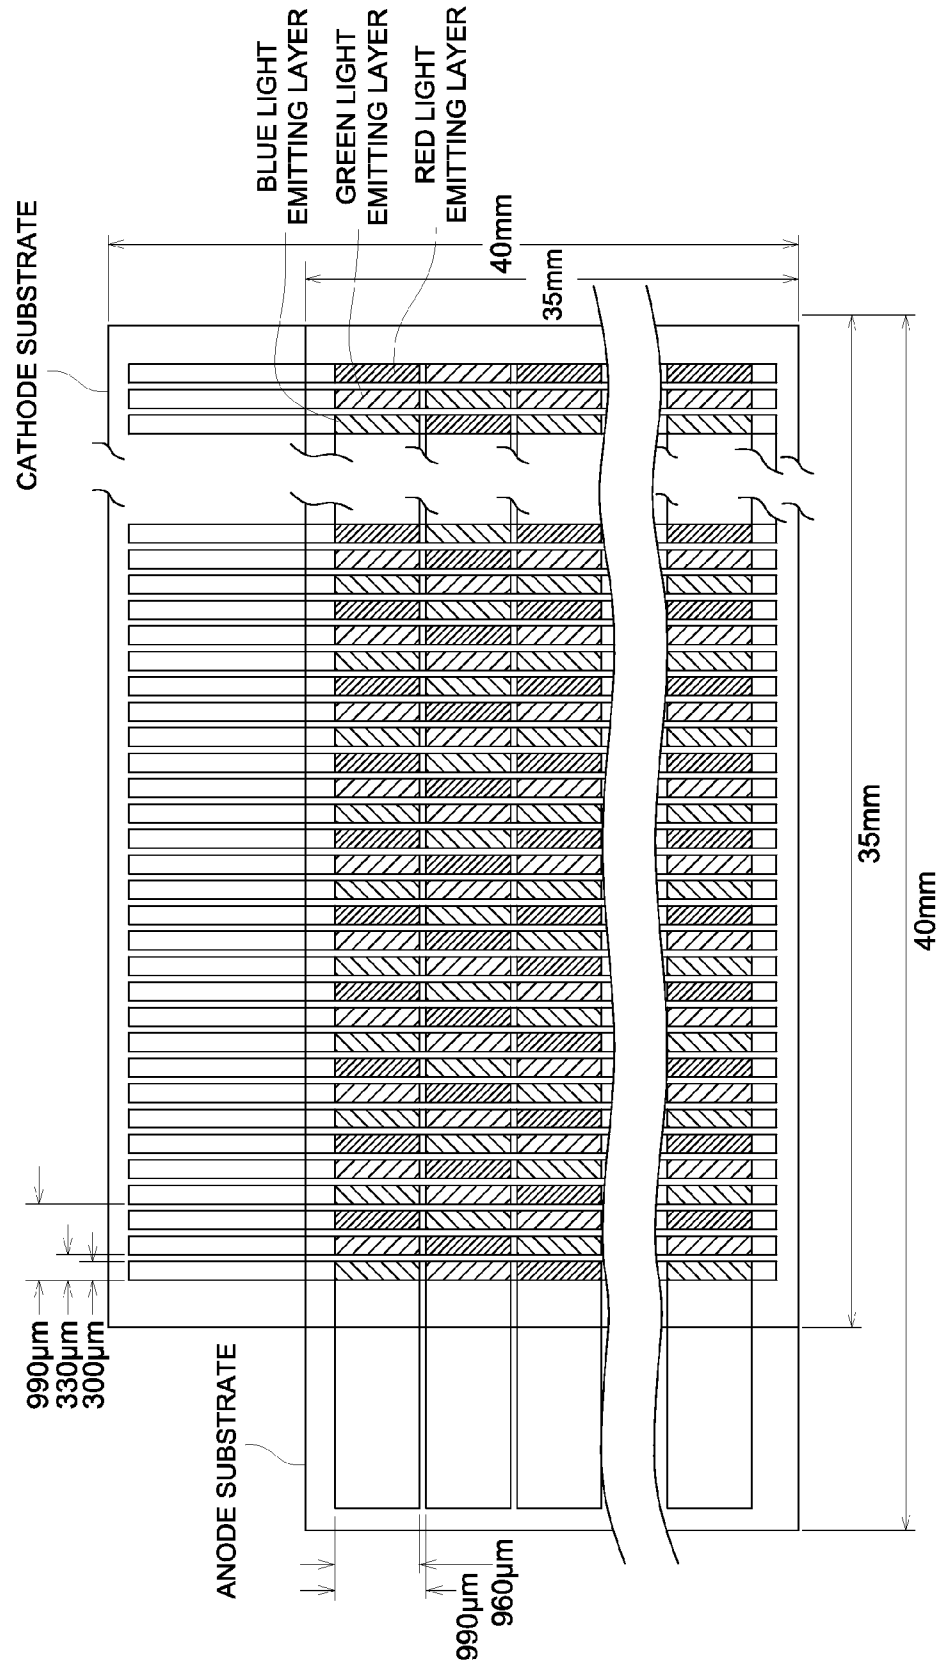 CATHODE SUBSTRATE
BLUE LIGHT
EMITTING LAYER
GREEN LIGHT
EMITTING LAYER
RED LIGHT
EMITTING LAYER
40mm
35mm
990μm
330μm
300μm
ANODE SUBSTRATE
990μm
960μm
35mm
40mm